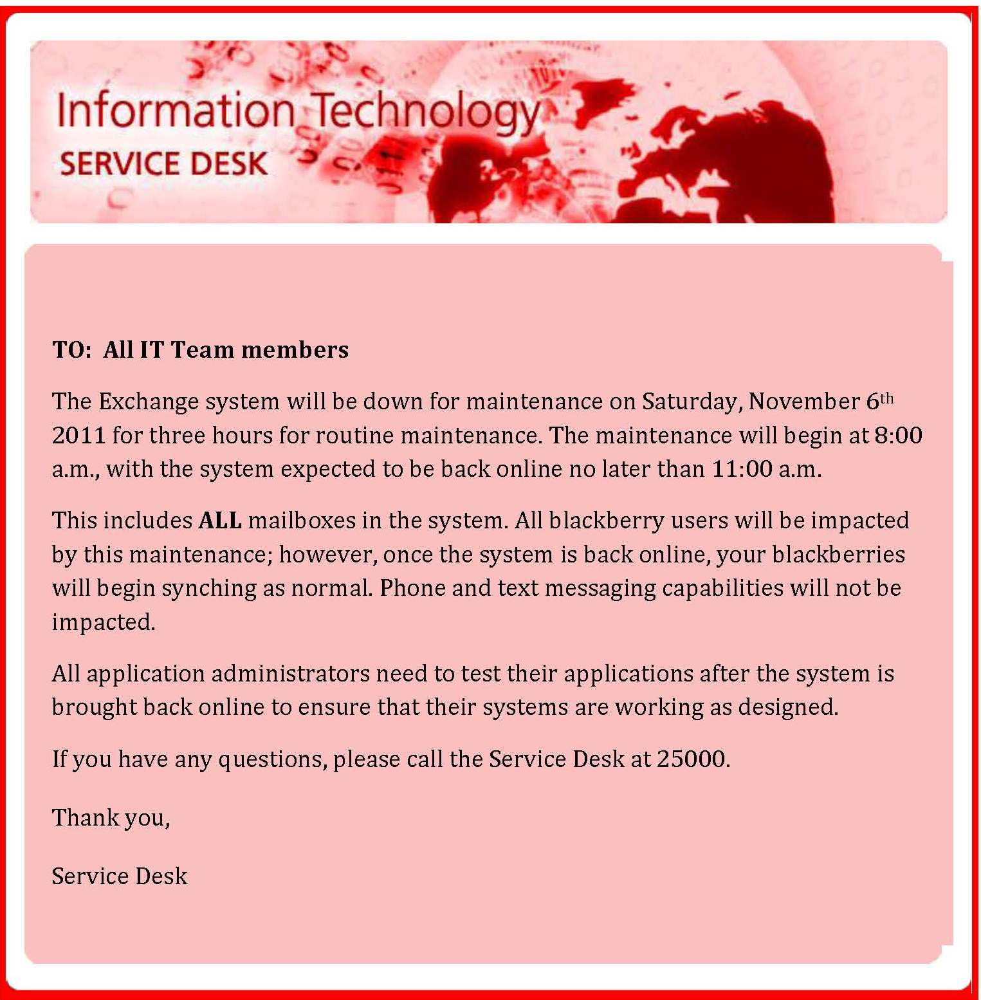 Information Technology
SERVICE DESK
TO:  All IT Team members
The Exchange system will be down for maintenance on Saturday, November 6th
2011 for three hours for routine maintenance. The maintenance will begin at 8:00
a.m., with the system expected to be back online no later than 11:00 a.m.
This includes ALL mailboxes in the system. All blackberry users will be impacted
by this maintenance; however, once the system is back online, your blackberries
will begin synching as normal. Phone and text messaging capabilities will not be
impacted.
All application administrators need to test their applications after the system is
brought back online to ensure that their systems are working as designed.
If you have any questions, please call the Service Desk at 25000.
Thank you,
Service Desk